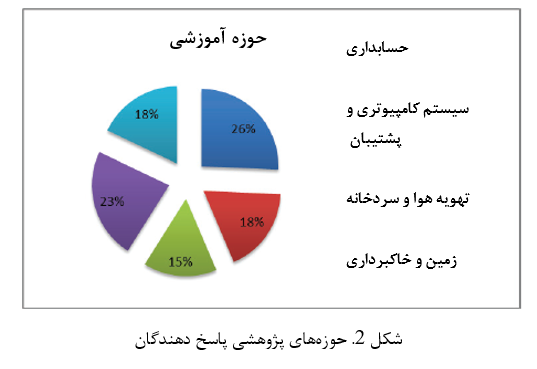 حوزه آموزشی
حسابداری
سیستم کامپیوتری و
پشتیبان
تهویه هوا و سردخانه
زمین و خاکبرداری
26%
18%
15%
23%
18%
شکل 2. حوزه‌های پژوهشی پاسخ دهندگان